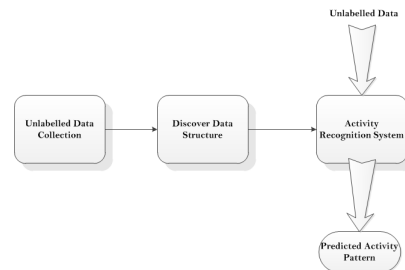 Unlabelled Data
Unlabelled Data
Collection
Discover Data
Structure
Activity
Recognition System
Predicted Activity
Pattern